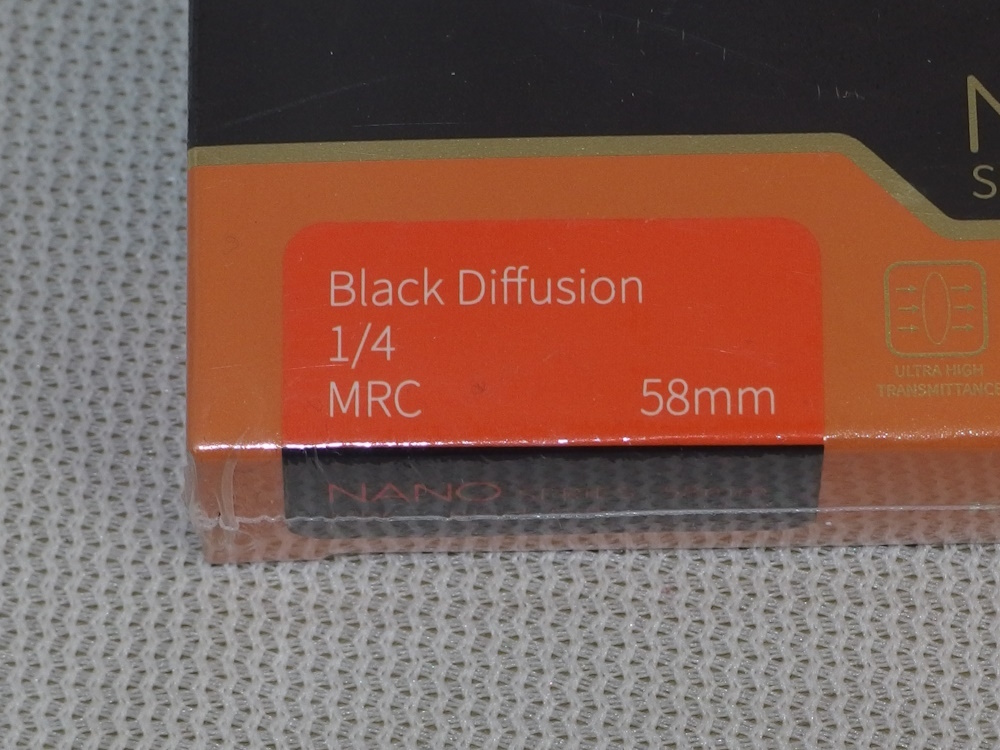 Black Diffusion
1/4
MRC 58mm
ULTRA HIGH
TRANSMITTANCE
NANO